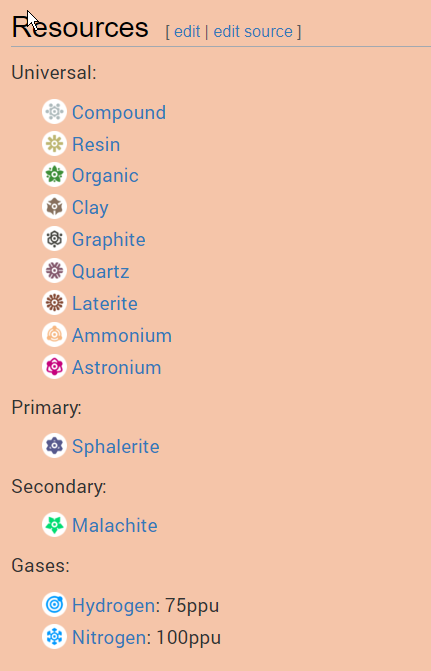 Resources [ edit | edit source ]
Universal:
Compound
Resin
Organic
Clay
Graphite
Quartz
Laterite
Ammonium
Astronium
Primary:
Sphalerite
Secondary:
Malachite
Gases:
Hydrogen: 75ppu
Nitrogen: 100ppu